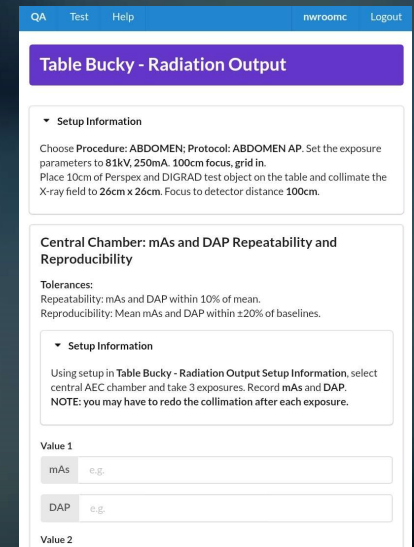 QA Test Help nwroomc Logout
Table Bucky - Radiation Output
Setup Information
Choose Procedure: ABDOMEN; Protocol: ABDOMEN AP. Set the exposure
parameters to 81kV, 250mA. 100cm focus, grid in.
Place 10cm of Perspex and DIGRAD test object on the table and collimate the
X-ray field to 26cm x 26cm. Focus to detector distance 100cm.
Central Chamber: mAs and DAP Repeatability and
Reproducibility
Tolerances:
Repeatability: mAs and DAP within 10% of mean.
Reproducibility: Mean mAs and DAP within ±20% of baselines.
Setup Information
Using setup in Table Bucky - Radiation Output Setup Information, select
central AEC chamber and take 3 exposures. Record mAs and DAP.
NOTE: you may have to redo the collimation after each exposure.
Value 1
mAs e.g.
DAP e.g.
Value 2